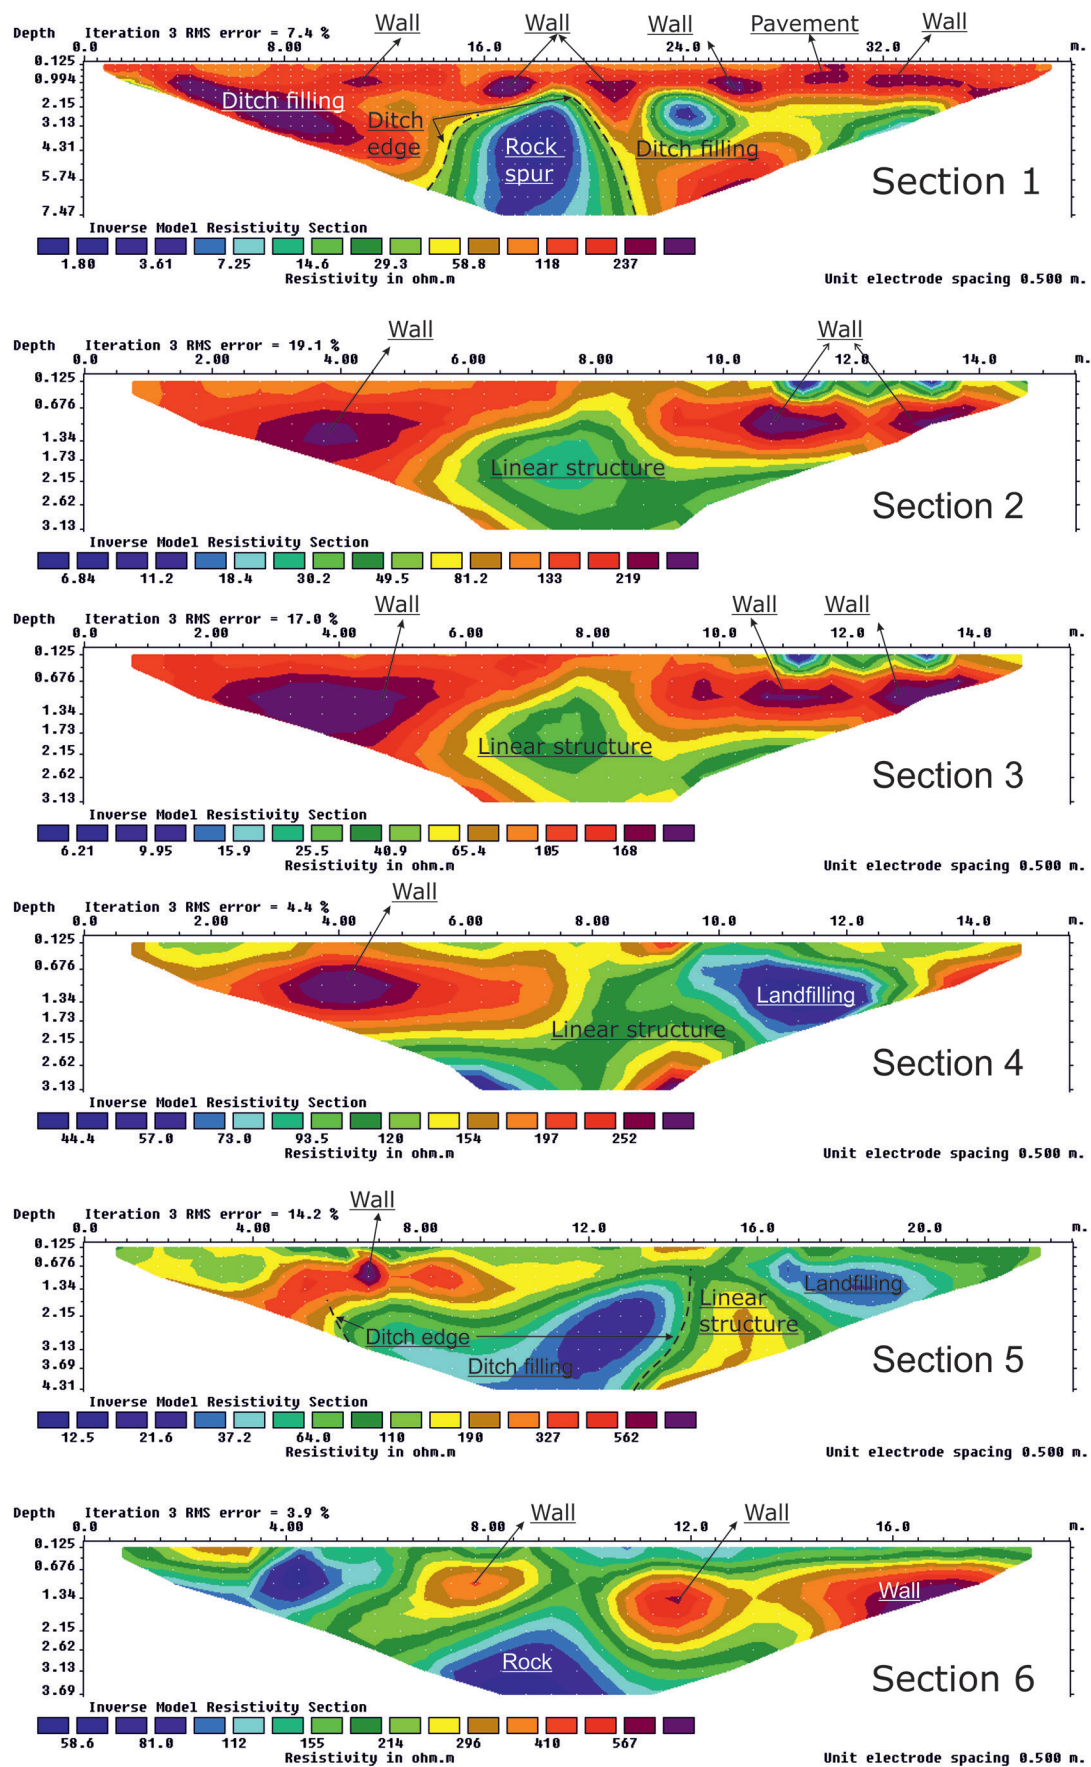 Wall Wall Wall Pavement Wall
Depth Iteration 3 RMS error = 7.4 %
0.0 8.00 16.0 24.0 32.0 m.
0.125
0.994
2.15
3.13
4.31
5.74
7.47
Ditch filling
Ditch
edge
Rock
spur
Ditch filling
Section 1
Inverse Model Resistivity Section
1.80 3.61 7.25 14.6 29.3 58.8 118 237
Resistivity in ohm.m
Unit electrode spacing 0.500 m.
Wall Wall
Depth Iteration 3 RMS error = 19.1 %
0.0 2.00 4.00 6.00 8.00 10.0 12.0 14.0 m.
0.125
0.676
1.34
1.73
2.15
2.62
3.13
Linear structure
Section 2
Inverse Model Resistivity Section
6.84 11.2 18.4 30.2 49.5 81.2 133 219
Wall Wall Wall
Depth Iteration 3 RMS error = 17.0 %
0.0 2.00 4.00 6.00 8.00 10.0 12.0 14.0 m.
0.125
0.676
1.34
1.73
2.15
2.62
3.13
Linear structure
Section 3
Inverse Model Resistivity Section
6.21 9.95 15.9 25.5 40.9 65.4 105 168
Resistivity in ohm.m
Unit electrode spacing 0.500 m.
Wall
Depth Iteration 3 RMS error = 4.4 %
0.0 2.00 4.00 6.00 8.00 10.0 12.0 14.0 m.
0.125
0.676
1.34
1.73
2.15
2.62
3.13
Landfilling
Linear structure
Section 4
Inverse Model Resistivity Section
44.4 57.0 73.0 93.5 120 154 197 252
Resistivity in ohm.m
Unit electrode spacing 0.500 m.
Wall
Depth Iteration 3 RMS error = 14.2 %
0.0 4.00 8.00 12.0 16.0 20.0 m.
0.125
0.676
1.34
2.15
3.13
3.69
4.31
Landfilling
Linear
structure
Ditch edge
Ditch filling
Section 5
Inverse Model Resistivity Section
12.5 21.6 37.2 64.0 110 190 327 562
Resistivity in ohm.m
Unit electrode spacing 0.500 m.
Wall Wall
Depth Iteration 3 RMS error = 3.9 %
0.0 4.00 8.00 12.0 16.0 m.
0.125
0.676
1.34
2.15
2.62
3.13
3.69
Wall
Rock
Section 6
Inverse Model Resistivity Section
58.6 81.0 112 155 214 296 410 567
Resistivity in ohm.m
Unit electrode spacing 0.500 m.